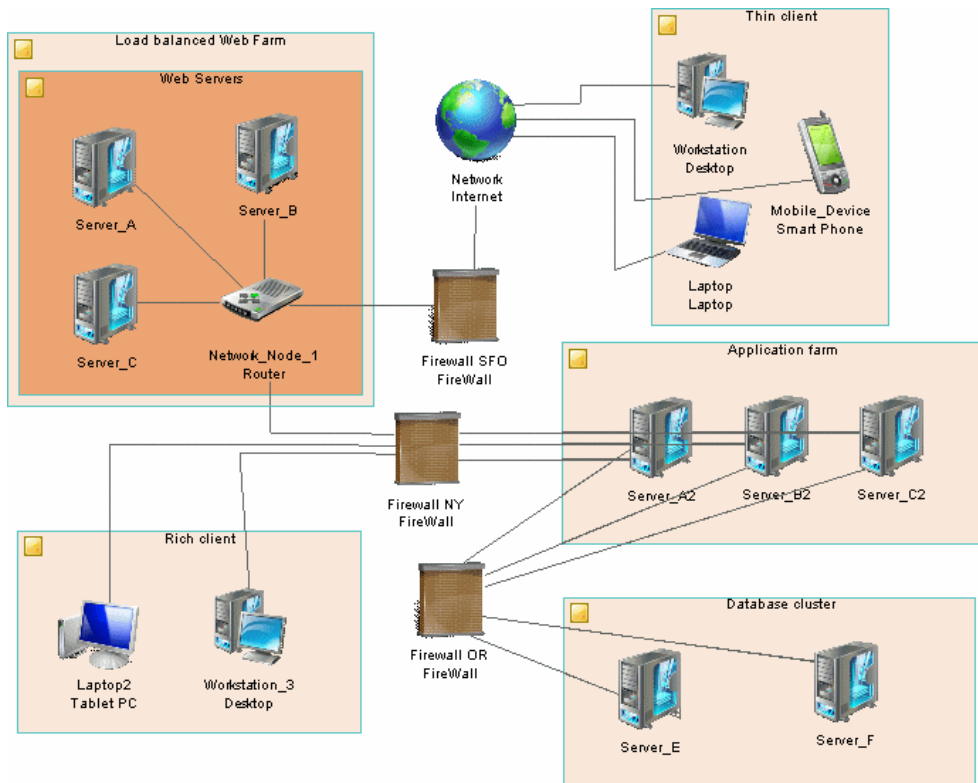 Load balanced Web Farm
Web Servers
Server_A
Server_B
Server_C
Network_Node_1
Router
Network
Internet
Firewall SFO
FireWall
Thin client
Workstation
Desktop
Mobile_Device
Smart Phone
Laptop
Laptop
Application farm
Server_A2
Server_B2
Server_C2
Firewall NY
FireWall
Rich client
Laptop2
Tablet PC
Workstation_3
Desktop
Firewall OR
FireWall
Database cluster
Server_E
Server_F